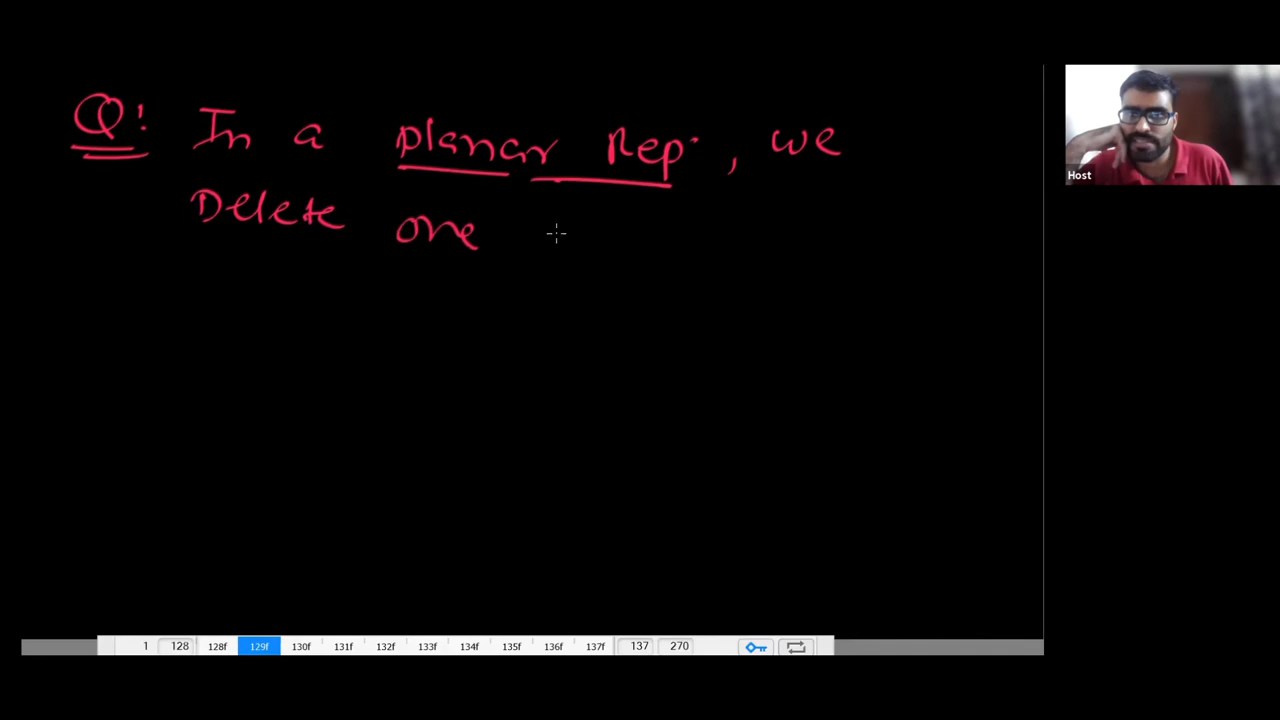 Q: In a planar Rep., we
Delete one
Host
1 128 128f 129f 130f 131f 132f 133f 134f 135f 136f 137f 137 270